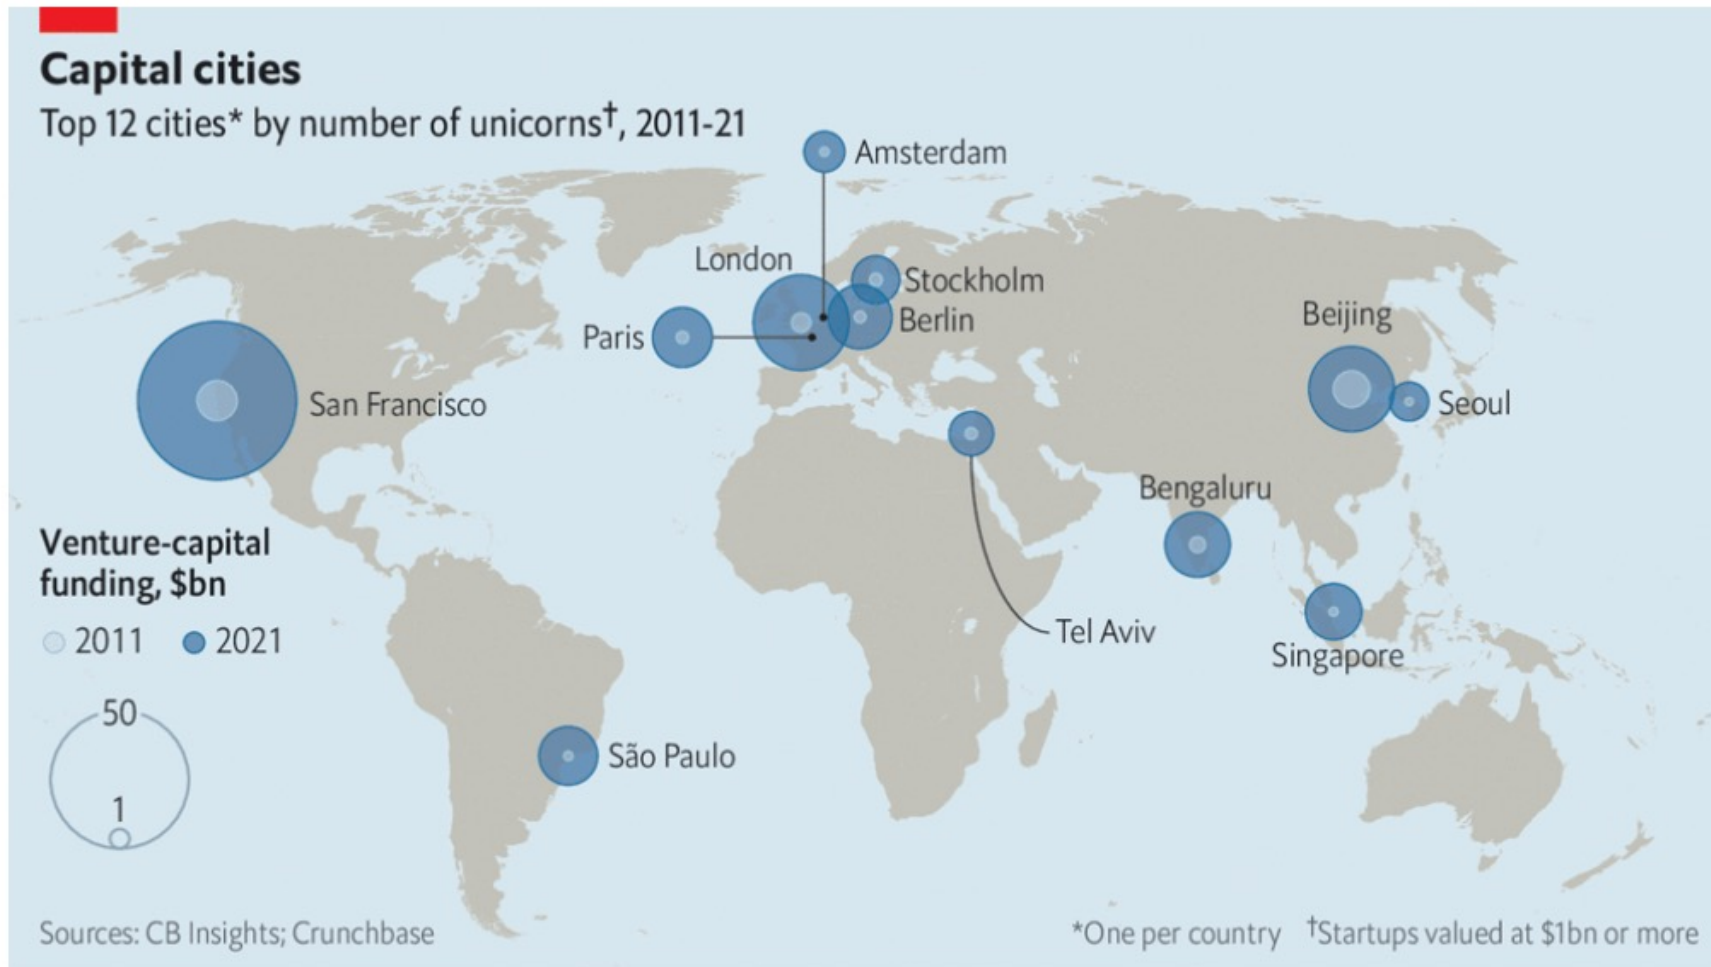 Capital cities
Top 12 cities* by number of unicorns†, 2011-21
Amsterdam
London
Stockholm
Paris
Berlin
Beijing
San Francisco
Seoul
Bengaluru
Venture-capital
funding, $bn
2011
2021
Tel Aviv
Singapore
50
São Paulo
1
Sources: CB Insights; Crunchbase
*One per country †Startups valued at $1bn or more